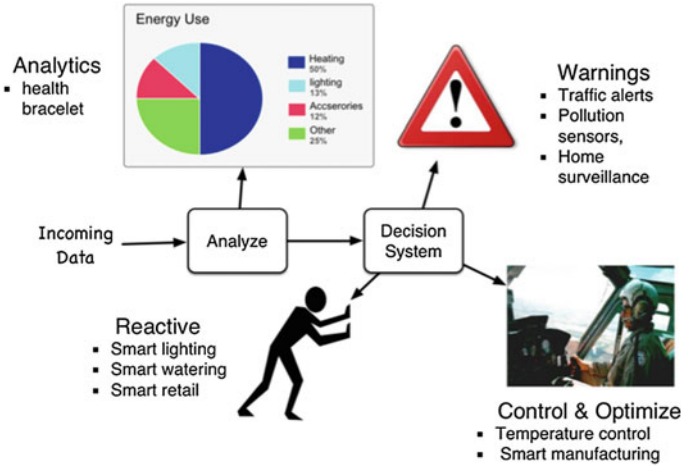 Energy Use
Heating
50%
lighting
13%
Accserories
12%
Other
25%
Analytics
▪ health
bracelet
Warnings
▪ Traffic alerts
▪ Pollution
sensors,
▪ Home
surveillance
Incoming
Data
Analyze
Decision
System
Reactive
▪ Smart lighting
▪ Smart watering
▪ Smart retail
Control & Optimize
▪ Temperature control
▪ Smart manufacturing